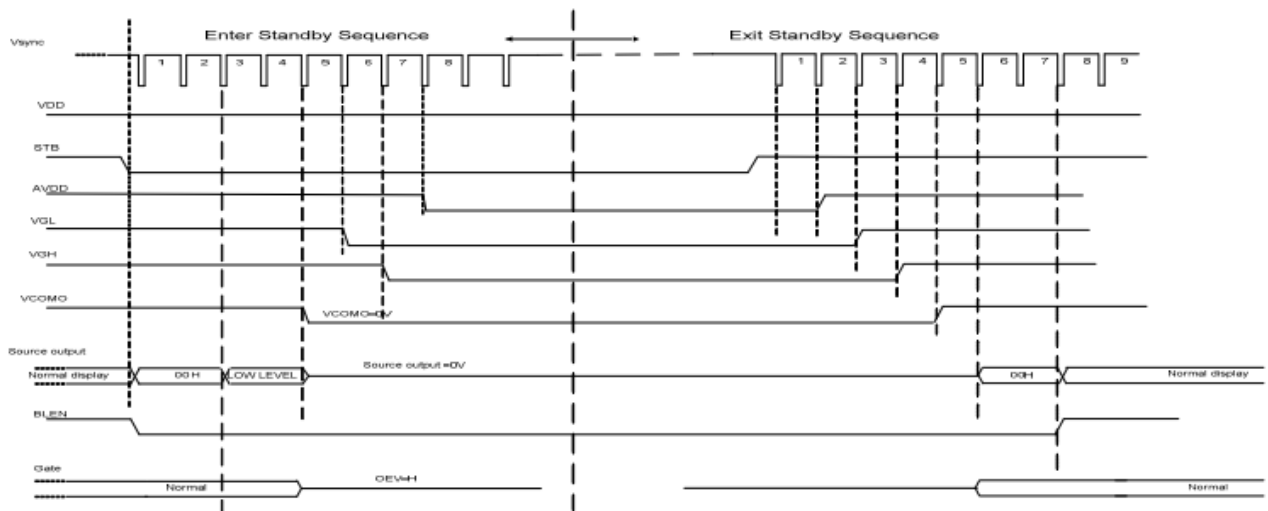 Enter Standby Sequence
Exit Standby Sequence
Vsync
1 2 3 4 5 6 7 8
1 2 3 4 5 6 7 8 9
VDD
STB
AVDD
VGL
VGH
VCOMO
VCOMO=0V
Source output
Normal display
00H
LOW LEVEL
Source output =0V
00H
Normal display
BLEN
Gate
Normal
OEV=H
Normal